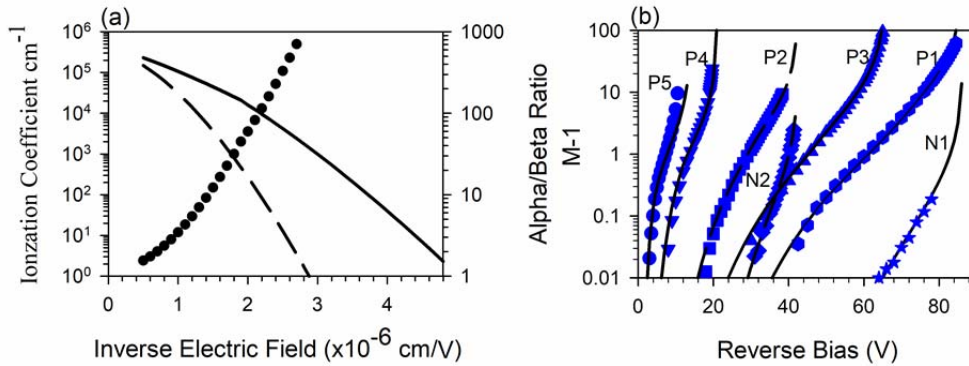 (a)
Ionzation Coefficient cm-1
10^6
10^5
10^4
10^3
10^2
10^1
10^0
1000
100
10
1
0 1 2 3 4
Inverse Electric Field (x10^-6 cm/V)
Alpha/Beta Ratio
(b)
M-1
100
10
1
0.1
0.01
P5
P4
P2
P3
P1
N2
N1
0 20 40 60 80
Reverse Bias (V)